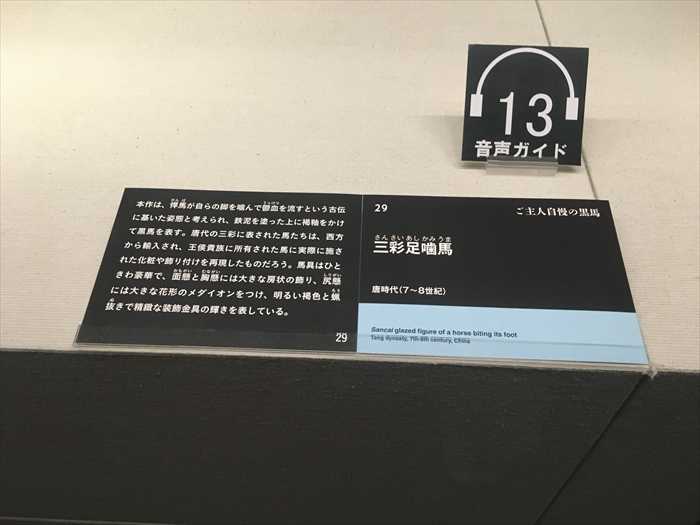 13
音声ガイド
本作は、悍馬が自らの脚を噛んで鬱血を流すという古伝
に基いた姿態と考えられ、鉄泥を塗った上に褐釉をかけ
て黒馬を表す。唐代の三彩に表された馬たちは、西方
から輸入され、王侯貴族に所有された馬に実際に施さ
れた化粧や飾り付けを再現したものだろう。馬具はひと
きわ豪華で、面懸と胸懸には大きな房状の飾り、尻懸
には大きな花形のメダイオンをつけ、明るい褐色と蝋
抜きで精緻な装飾金具の輝きを表している。
29
29
ご主人自慢の黒馬
さんさいあしかみうま
三彩足嚙馬
唐時代（7～8世紀）
Sancai glazed figure of a horse biting its foot
Tang dynasty, 7th-8th century, China